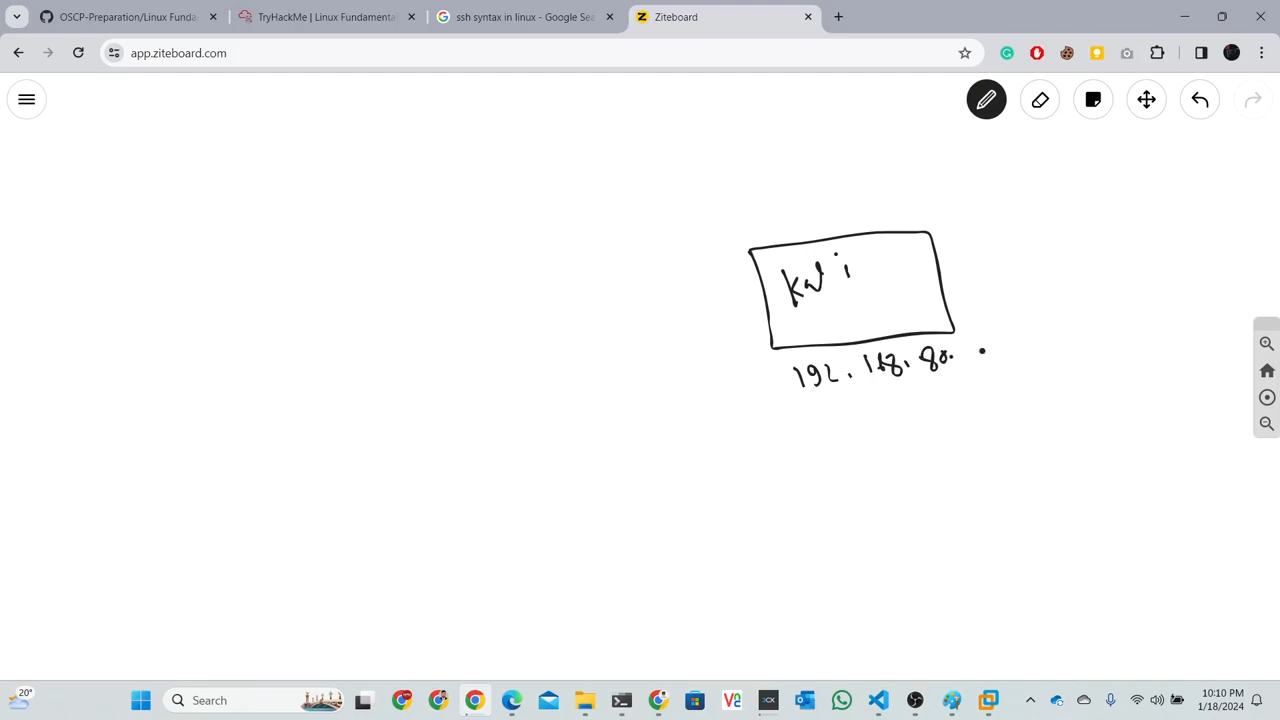 OSCP-Preparation/Linux Funda
TryHackMe | Linux Fundamental
ssh syntax in linux - Google Sea
Ziteboard
app.ziteboard.com
kali
192.168.80.
20°
Search
10:10 PM
1/18/2024